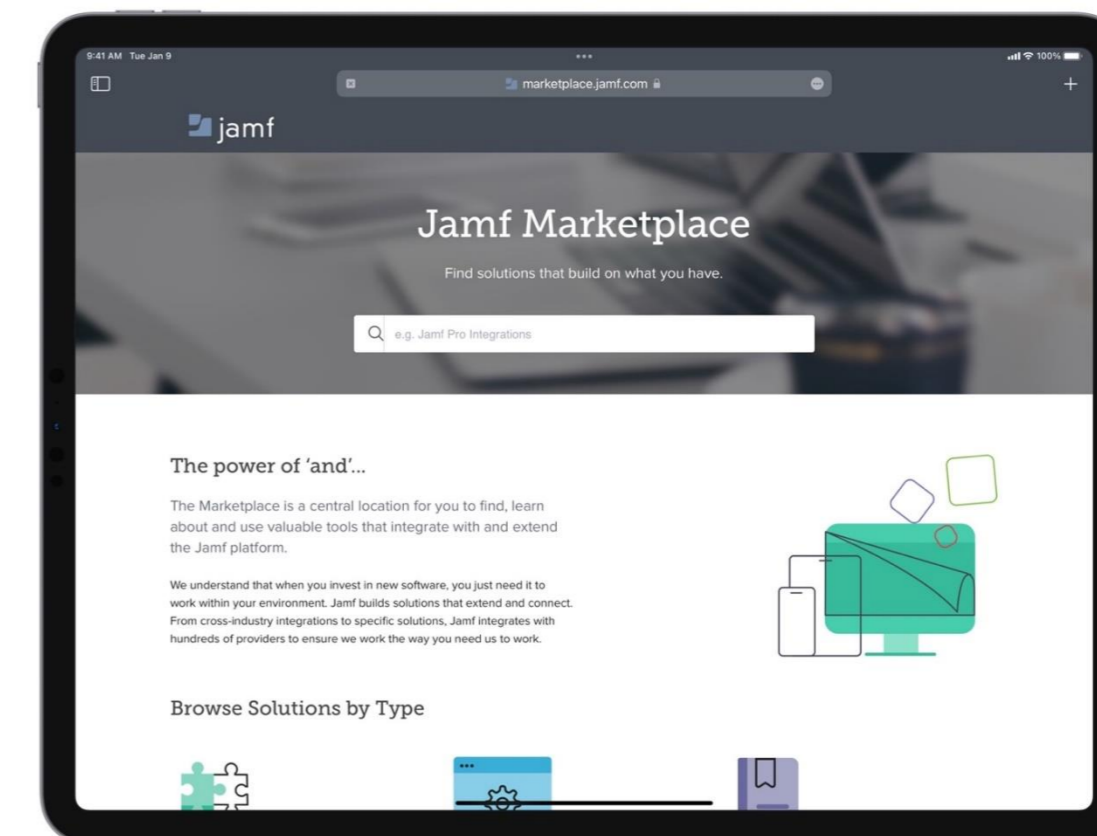 9:41 AM Tue Jan 9
100%
marketplace.jamf.com
jamf
Jamf Marketplace
Find solutions that build on what you have.
e.g. Jamf Pro Integrations
The power of ‘and’...
The Marketplace is a central location for you to find, learn
about and use valuable tools that integrate with and extend
the Jamf platform.
We understand that when you invest in new software, you just need it to
work within your environment. Jamf builds solutions that extend and connect.
From cross-industry integrations to specific solutions, Jamf integrates with
hundreds of providers to ensure we work the way you need us to work.
Browse Solutions by Type